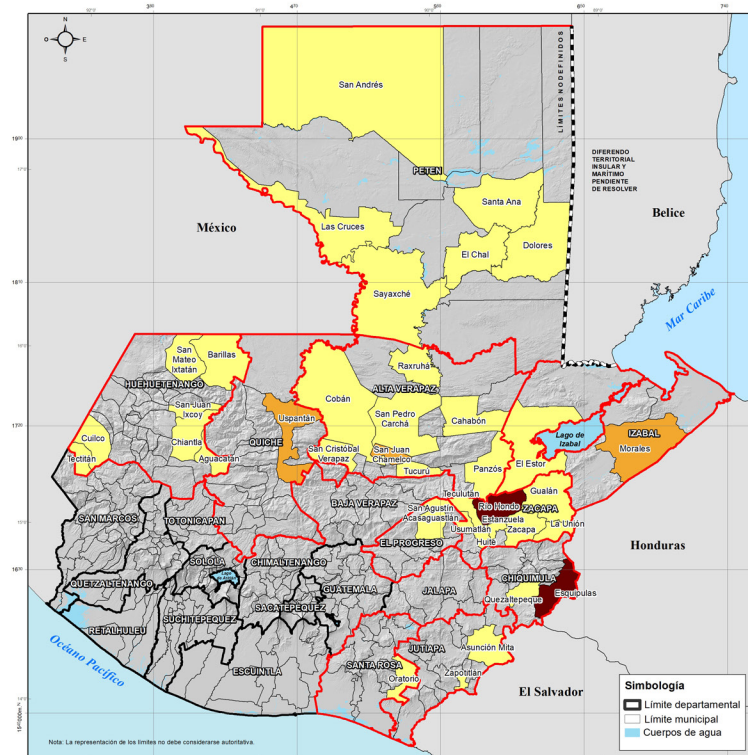 N
O
E
S
San Andrés
LÍMITES NO DEFINIDOS
DIFERENDO
TERRITORIAL
INSULAR Y
MARÍTIMO
PENDIENTE
DE RESOLVER
PETEN
Santa Ana
México
Belice
Las Cruces
Dolores
El Chal
Sayaxché
Mar Caribe
San
Mateo
Ixtatán
Barillas
Raxruhá
HUEHUETENANGO
ALTA VERAPAZ
Cobán
San Juan
Ixcoy
Uspantán
San Pedro
Carchá
Cahabón
Lago de
Izabal
IZABAL
Cuilco
Chiantla
QUICHE
Morales
Tectitán
Aguacatan
San Cristóbal
Verapaz
San Juan
Chamelco
Tucurú
Panzós
El Estor
Teculután
Gualán
BAJA VERAPAZ
San Agustín
Acasaguastlán
Rio Hondo
ZACAPA
SAN MARCOS
TOTONICAPAN
Estanzuela
La Unión
Usumatlán
Zacapa
EL PROGRESO
Huité
Honduras
SOLOLA
CHIMALTENANGO
QUETZALTENANGO
GUATEMALA
JALAPA
CHIQUIMULA
Esquipulas
Quezaltepeque
SACATEPEQUEZ
SUCHITEPEQUEZ
RETALHULEU
Océano Pacífico
JUTIAPA
Asunción Mita
ESCUINTLA
SANTA ROSA
Zapotitlán
Oratorio
El Salvador
Simbología
Límite departamental
Límite municipal
Cuerpos de agua
Nota: La representación de los límites no debe considerarse autoritativa.